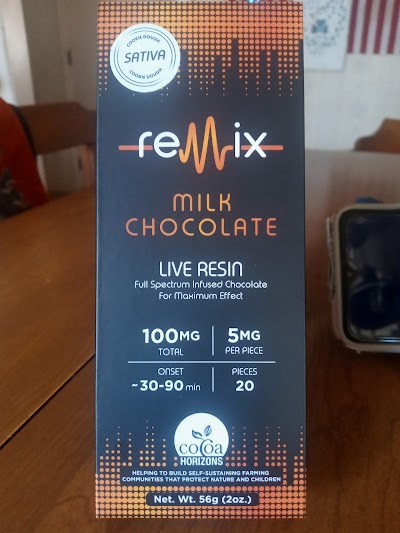 COOKIE DOUGH
SATIVA
COOKIE DOUGH
remix
MILK
CHOCOLATE
LIVE RESIN
Full Spectrum Infused Chocolate
For Maximum Effect
100MG
TOTAL
5MG
PER PIECE
ONSET
~30-90 min
PIECES
20
cocoa
HORIZONS
HELPING TO BUILD SELF-SUSTAINING FARMING
COMMUNITIES THAT PROTECT NATURE AND CHILDREN
Net. Wt. 56g (2oz.)